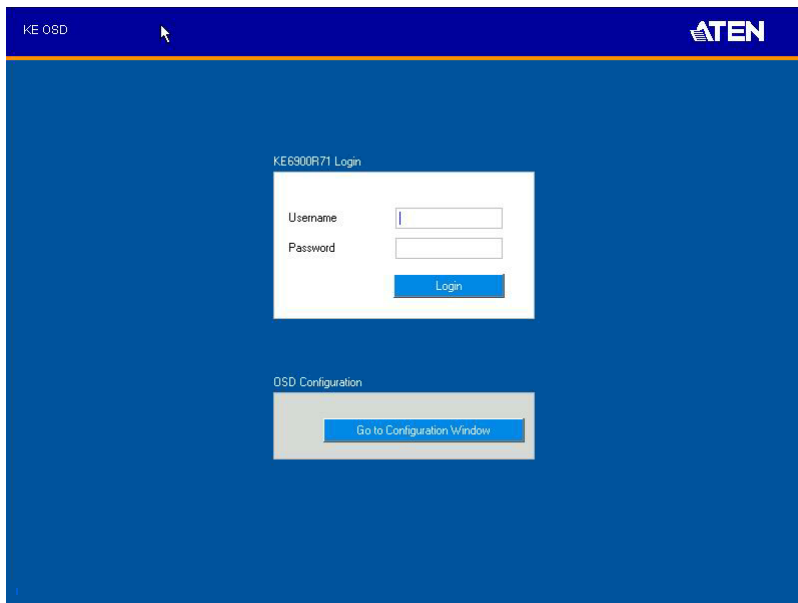 KE OSD
ATEN
KE6900R71 Login
Username
Password
Login
OSD Configuration
Go to Configuration Window